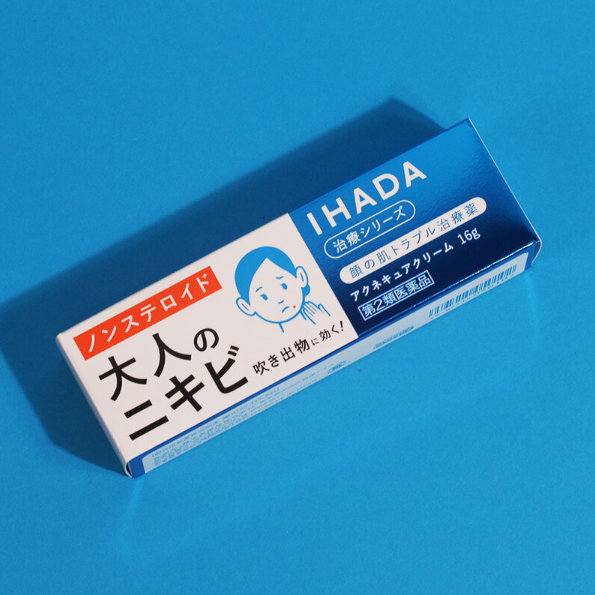 ノンステロイド
大人の
ニキビ
吹き出物に効く!
IHADA
治療シリーズ
顔の肌トラブル治療薬
アクネキュアクリーム 16g
第2類医薬品